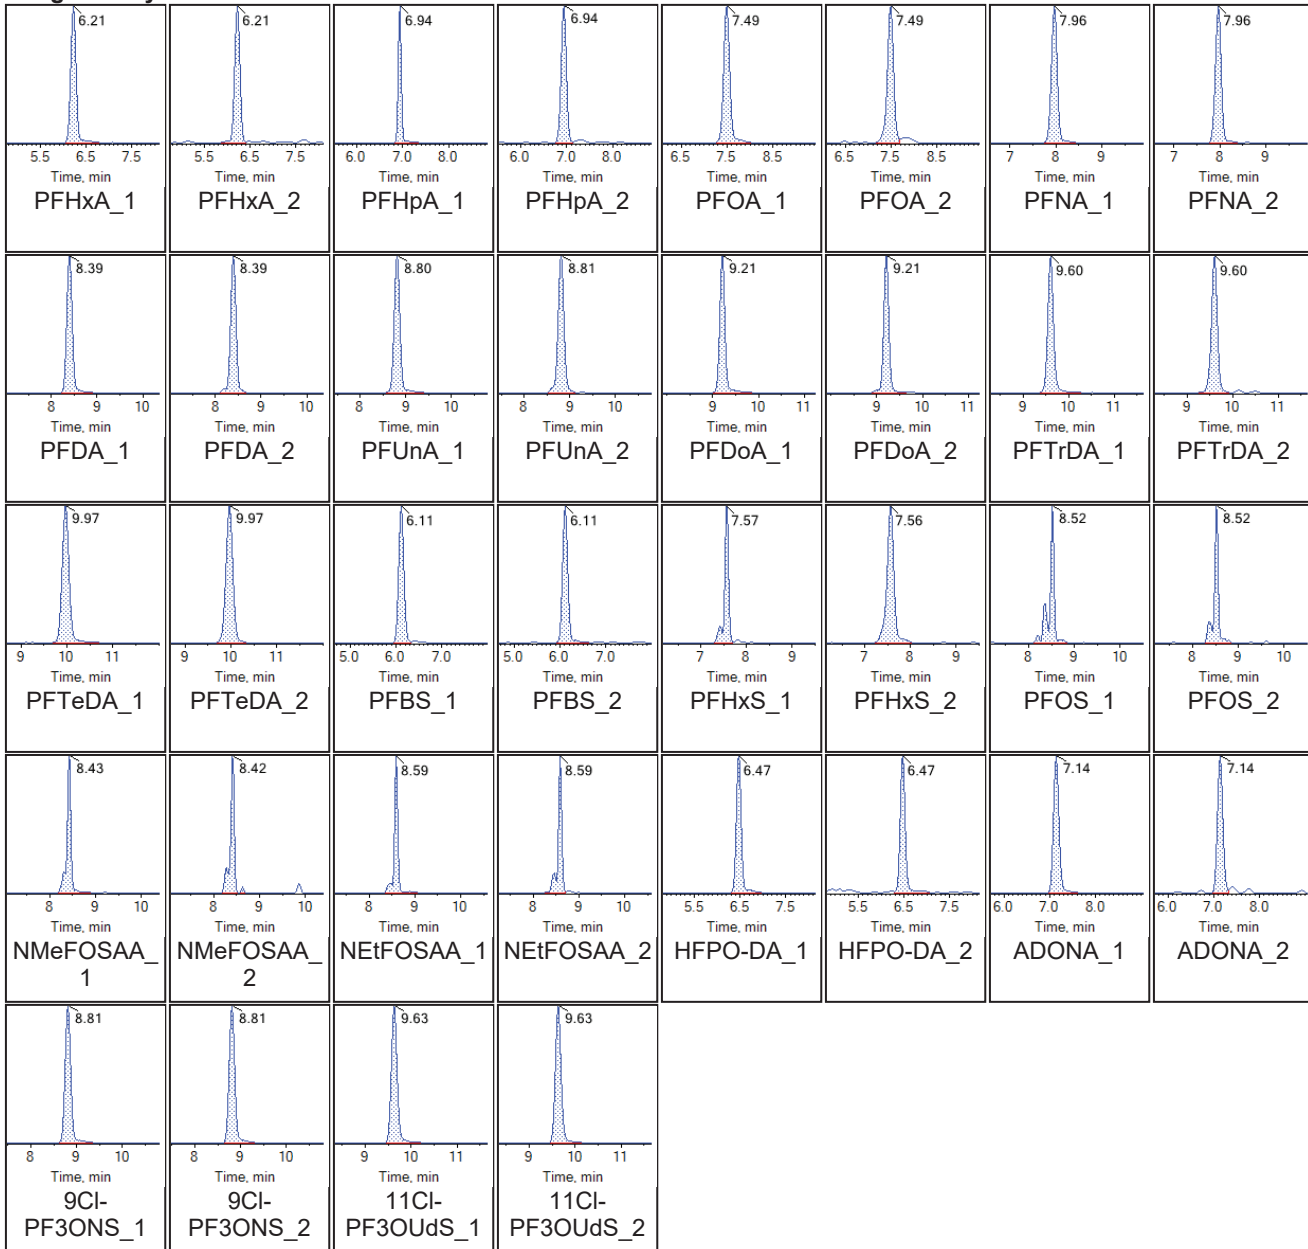 6.21
5.5 6.5 7.5
Time, min
PFHxA_1
6.21
5.5 6.5 7.5
Time, min
PFHxA_2
6.94
6.0 7.0 8.0
Time, min
PFHpA_1
6.94
6.0 7.0 8.0
Time, min
PFHpA_2
7.49
6.5 7.5 8.5
Time, min
PFOA_1
7.49
6.5 7.5 8.5
Time, min
PFOA_2
7.96
7 8 9
Time, min
PFNA_1
7.96
7 8 9
Time, min
PFNA_2
8.39
8 9 10
Time, min
PFDA_1
8.39
8 9 10
Time, min
PFDA_2
8.80
8 9 10
Time, min
PFUnA_1
8.81
8 9 10
Time, min
PFUnA_2
9.21
9 10 11
Time, min
PFDoA_1
9.21
9 10 11
Time, min
PFDoA_2
9.60
9 10 11
Time, min
PFTrDA_1
9.60
9 10 11
Time, min
PFTrDA_2
9.97
9 10 11
Time, min
PFTeDA_1
9.97
9 10 11
Time, min
PFTeDA_2
6.11
5.0 6.0 7.0
Time, min
PFBS_1
6.11
5.0 6.0 7.0
Time, min
PFBS_2
7.57
7 8 9
Time, min
PFHxS_1
7.56
7 8 9
Time, min
PFHxS_2
8.52
8 9 10
Time, min
PFOS_1
8.52
8 9 10
Time, min
PFOS_2
8.43
8 9 10
Time, min
NMeFOSAA_
1
8.42
8 9 10
Time, min
NMeFOSAA_
2
8.59
8 9 10
Time, min
NEtFOSAA_1
8.59
8 9 10
Time, min
NEtFOSAA_2
6.47
5.5 6.5 7.5
Time, min
HFPO-DA_1
6.47
5.5 6.5 7.5
Time, min
HFPO-DA_2
7.14
6.0 7.0 8.0
Time, min
ADONA_1
7.14
6.0 7.0 8.0
Time, min
ADONA_2
8.81
8 9 10
Time, min
9Cl-
PF3ONS_1
8.81
8 9 10
Time, min
9Cl-
PF3ONS_2
9.63
9 10 11
Time, min
11Cl-
PF3OUdS_1
9.63
9 10 11
Time, min
11Cl-
PF3OUdS_2